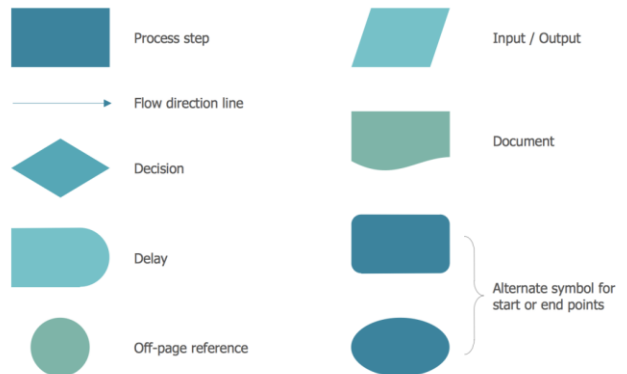 Process step
Flow direction line
Decision
Delay
Off-page reference
Input / Output
Document
Alternate symbol for
start or end points